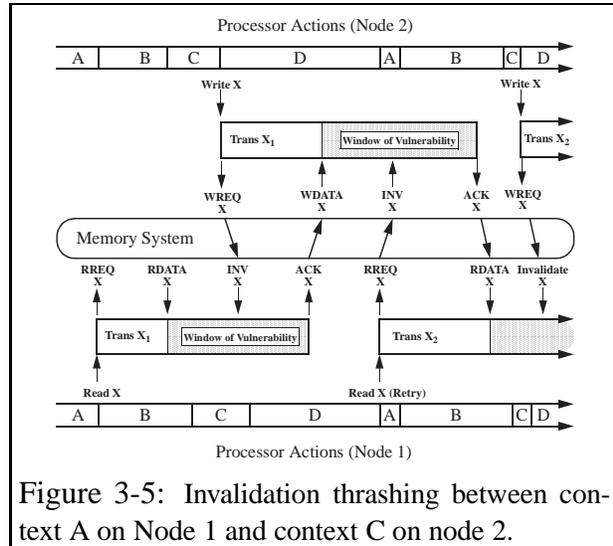 Processor Actions (Node 2)
A B C D A B C D
Write X Write X
Trans X1 Window of Vulnerability Trans X2
WREQ X WDATA X INV X ACK X WREQ X
Memory System
RREQ X RDATA X INV X ACK X RREQ X RDATA X Invalidate X
Trans X1 Window of Vulnerability Trans X2
Read X Read X (Retry)
A B C D A B C D
Processor Actions (Node 1)
Figure 3-5: Invalidation thrashing between con-
text A on Node 1 and context C on node 2.